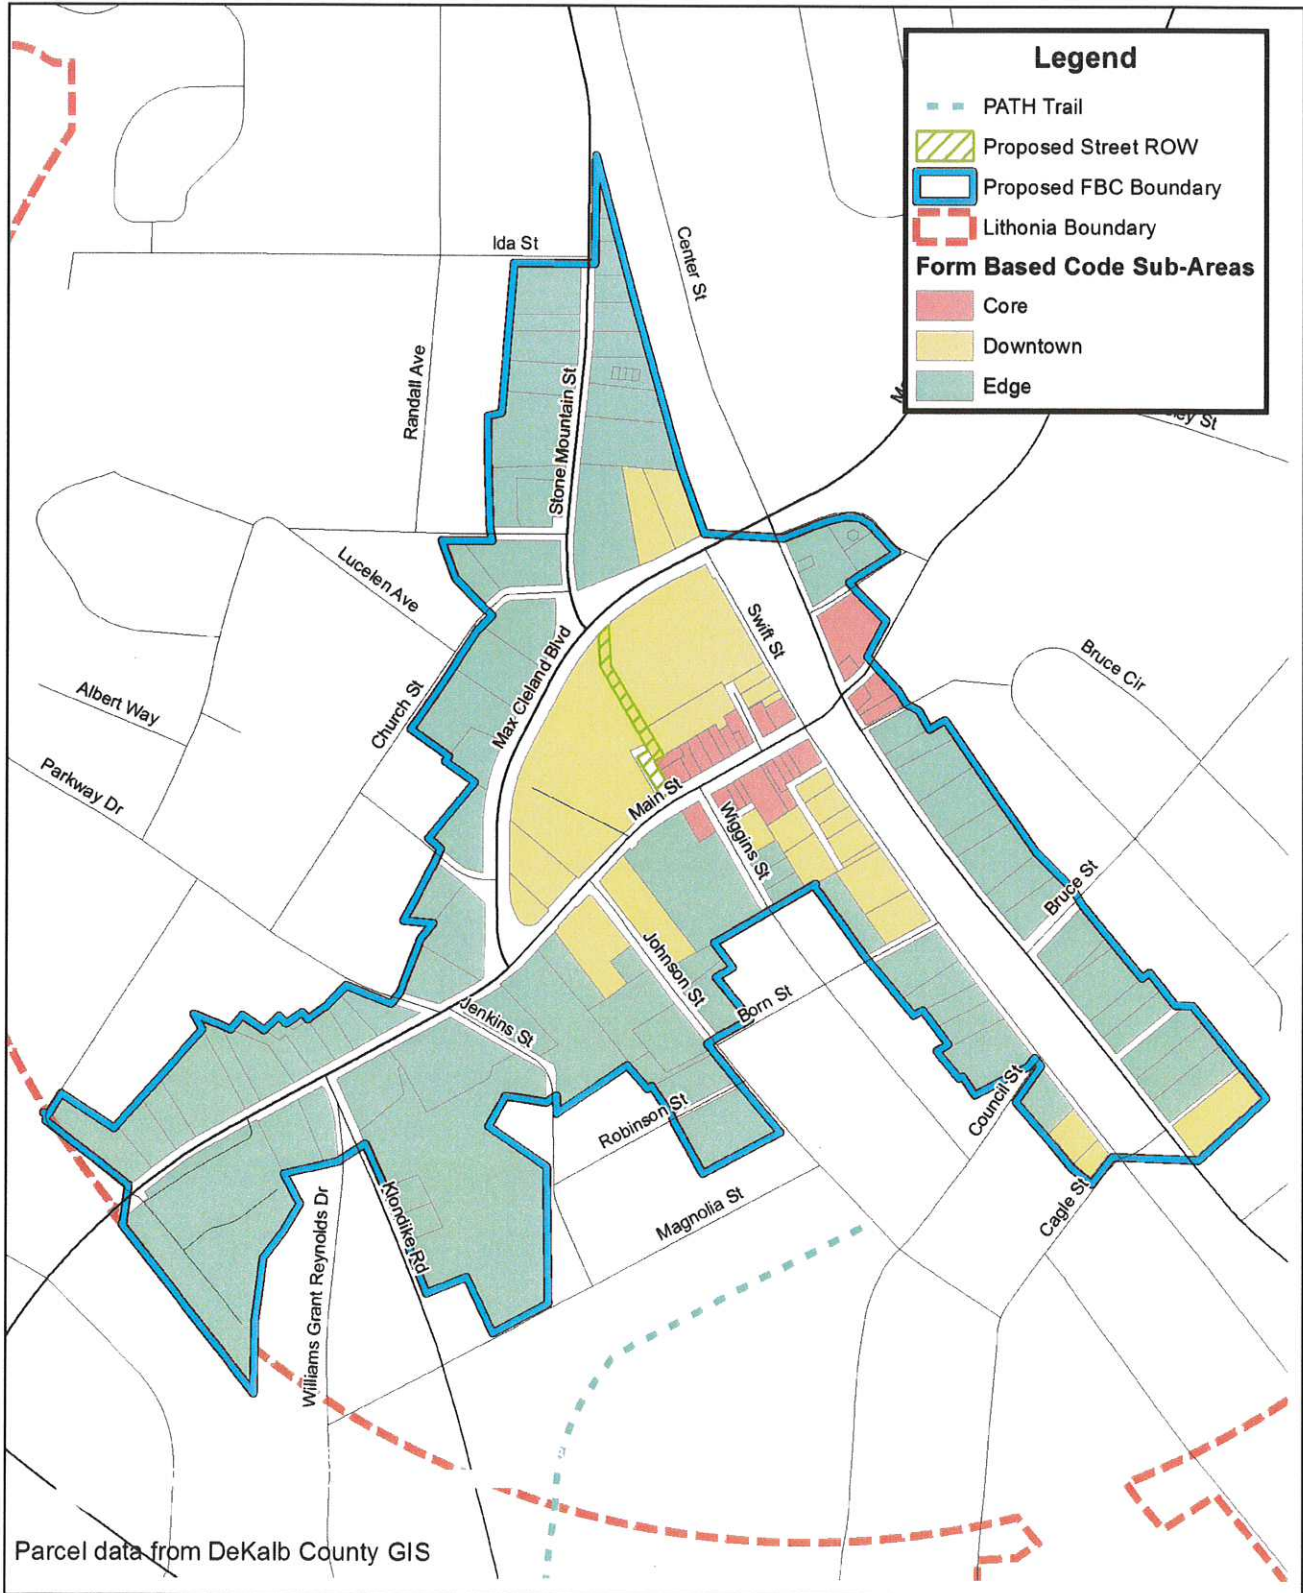 Legend
PATH Trail
Proposed Street ROW
Proposed FBC Boundary
Lithonia Boundary
Form Based Code Sub-Areas
Core
Downtown
Edge
Ida St
Center St
Randall Ave
Stone Mountain St
Lucelen Ave
Swift St
Max Cleland Blvd
Bruce Cir
Albert Way
Church St
Parkway Dr
Main St
Wiggins St
Bruce St
Johnson St
Born St
Jenkins St
Council St
Robinson St
Klondike Rd
Williams Grant Reynolds Dr
Magnolia St
Cagle St
Parcel data from DeKalb County GIS